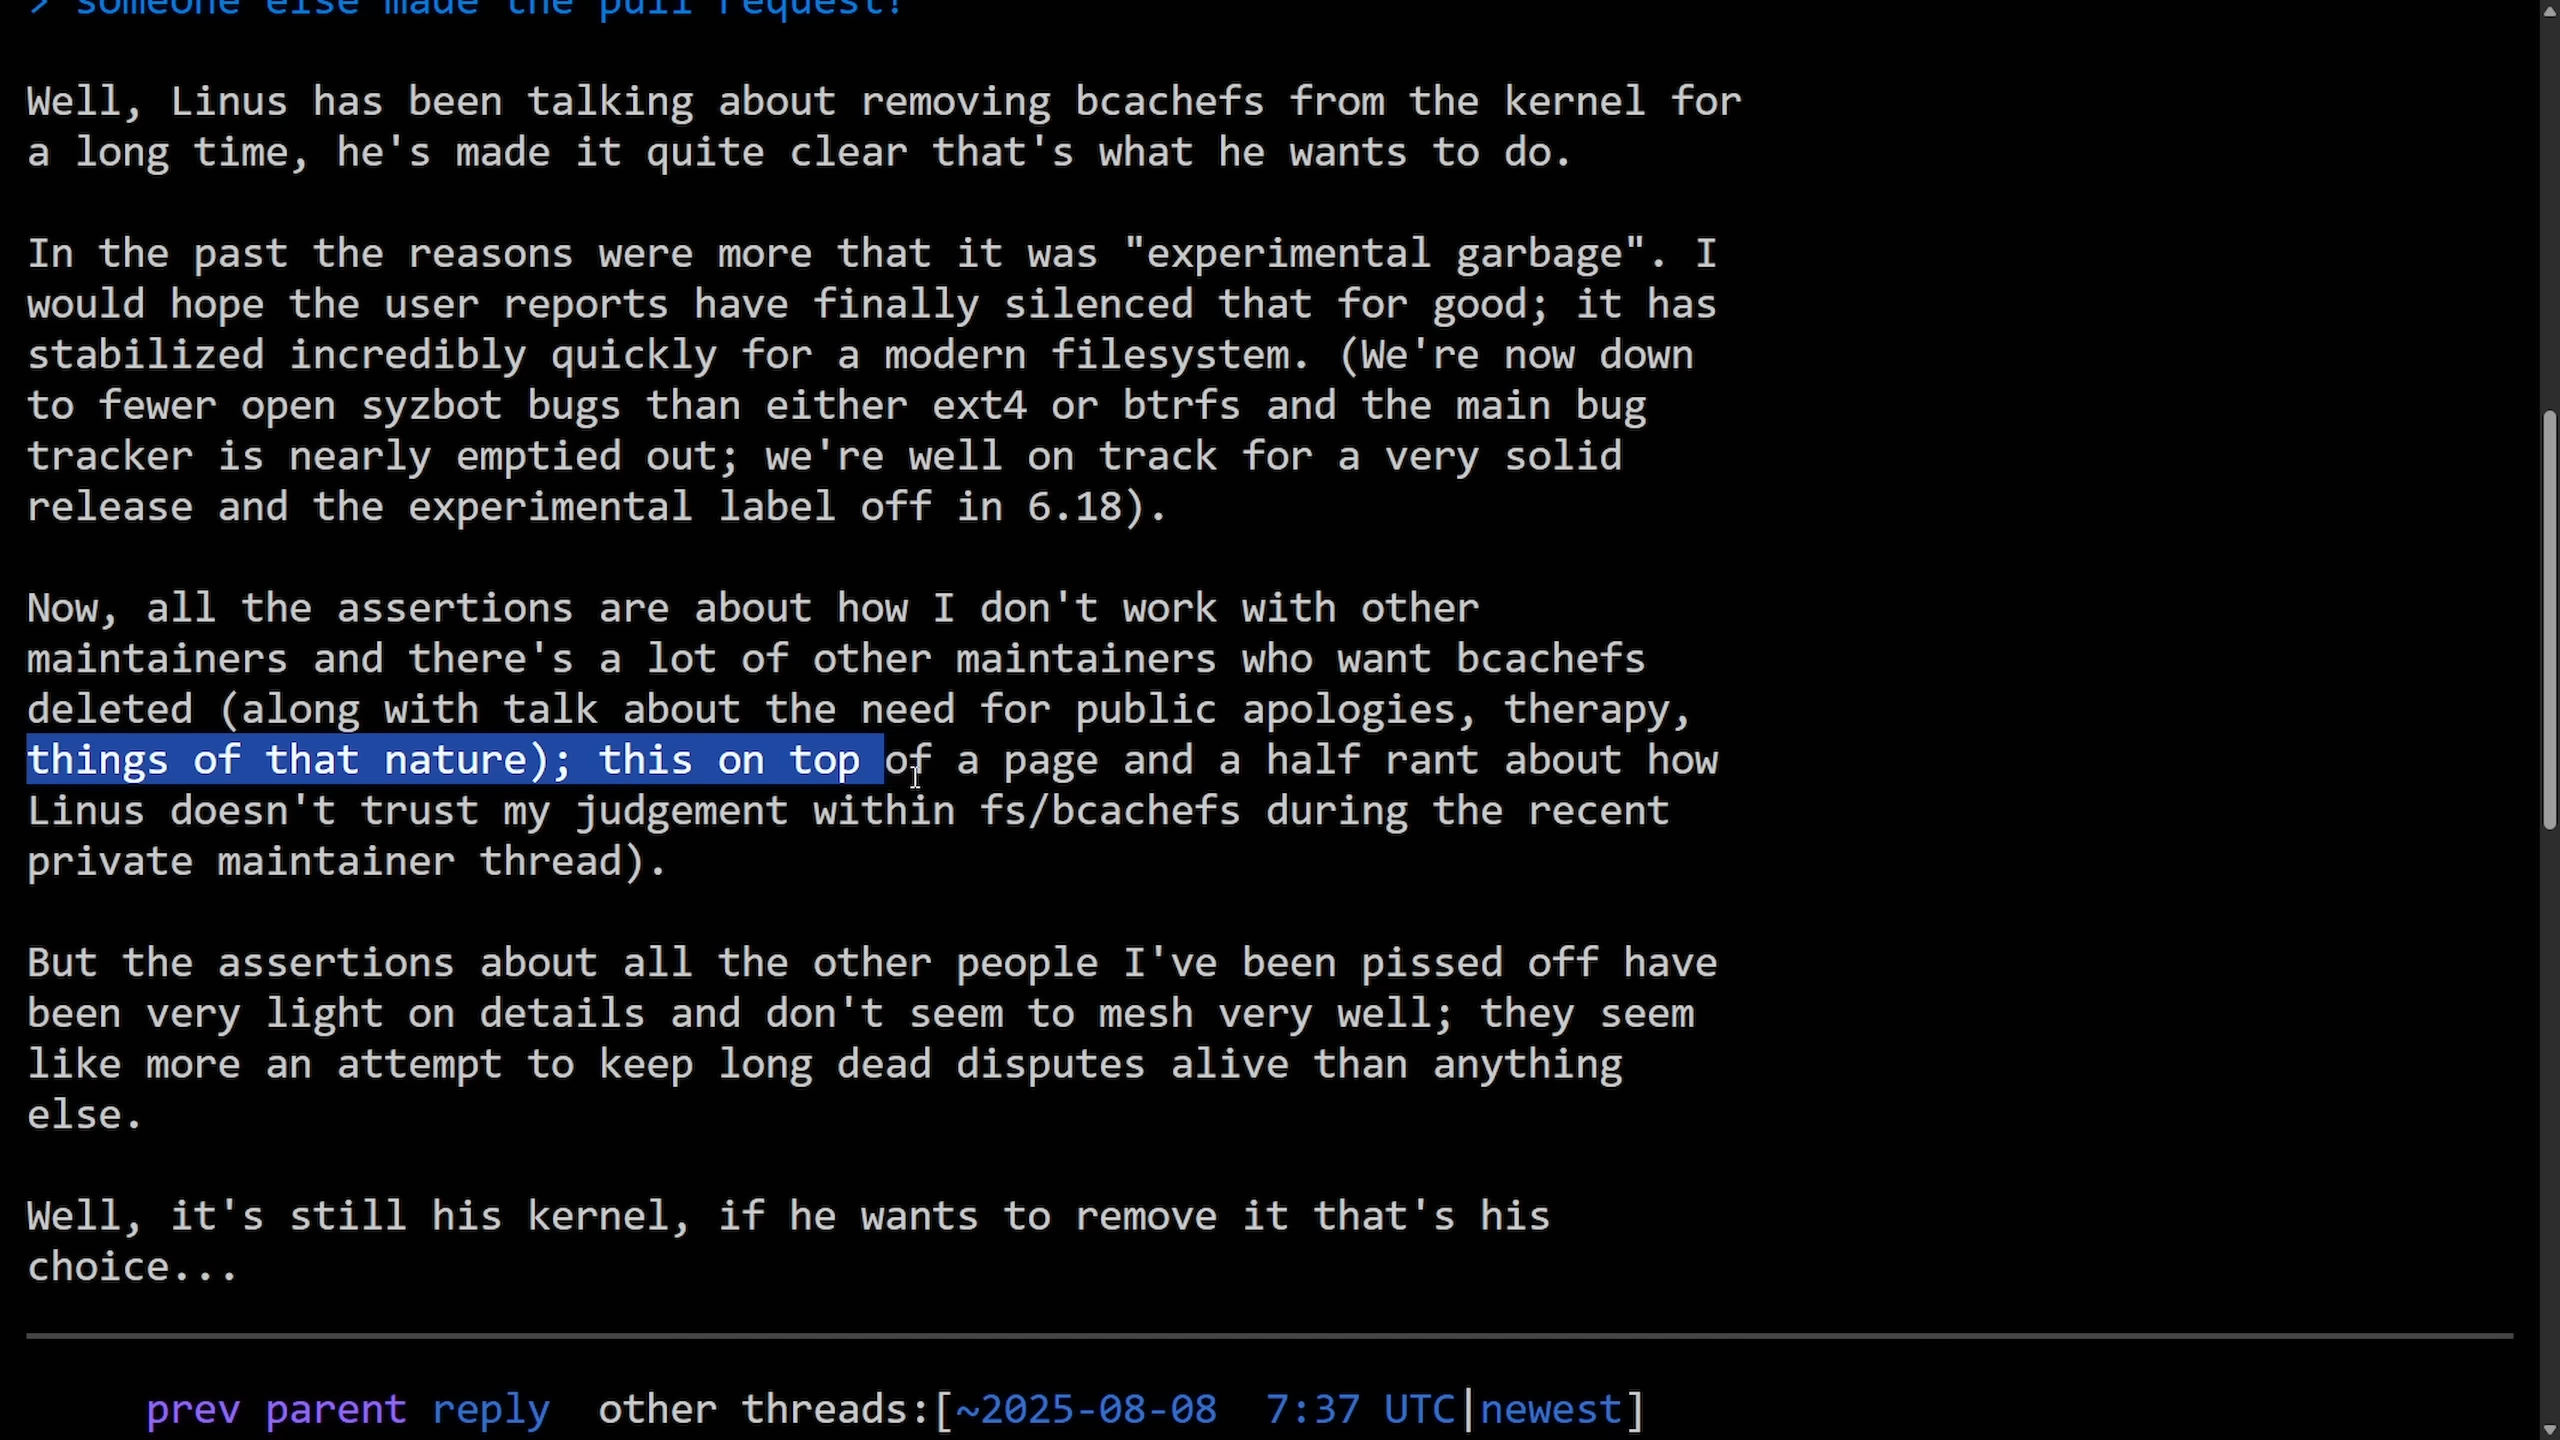 > someone else made the pull request?
Well, Linus has been talking about removing bcachefs from the kernel for
a long time, he's made it quite clear that's what he wants to do.
In the past the reasons were more that it was "experimental garbage". I
would hope the user reports have finally silenced that for good; it has
stabilized incredibly quickly for a modern filesystem. (We're now down
to fewer open syzbot bugs than either ext4 or btrfs and the main bug
tracker is nearly emptied out; we're well on track for a very solid
release and the experimental label off in 6.18).
Now, all the assertions are about how I don't work with other
maintainers and there's a lot of other maintainers who want bcachefs
deleted (along with talk about the need for public apologies, therapy,
things of that nature); this on top of a page and a half rant about how
Linus doesn't trust my judgement within fs/bcachefs during the recent
private maintainer thread).
But the assertions about all the other people I've been pissed off have
been very light on details and don't seem to mesh very well; they seem
like more an attempt to keep long dead disputes alive than anything
else.
Well, it's still his kernel, if he wants to remove it that's his
choice...
prev parent reply other threads:[~2025-08-08 7:37 UTC|newest]